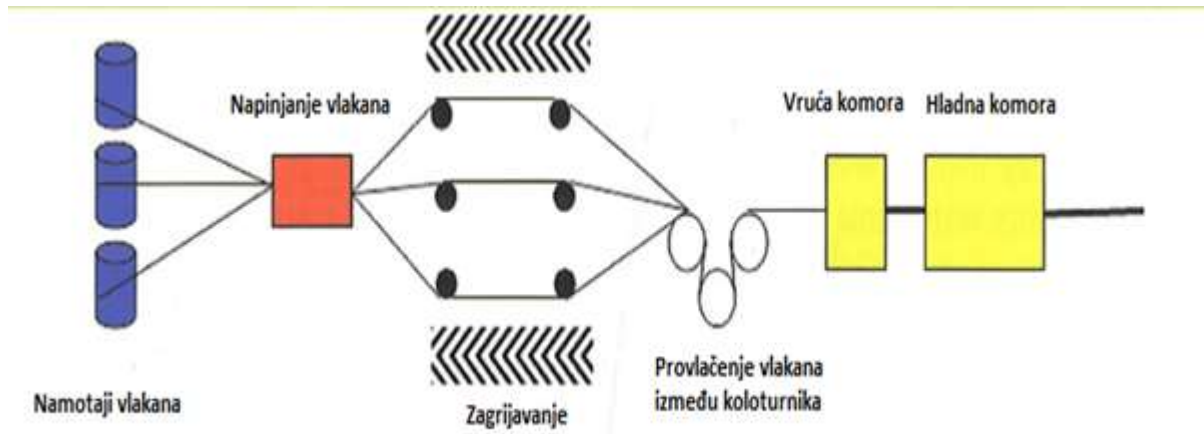 Napinjanje vlakana
Vruća komora
Hladna komora
Namotaji vlakana
Zagrijavanje
Provlačenje vlakana
između koloturnika